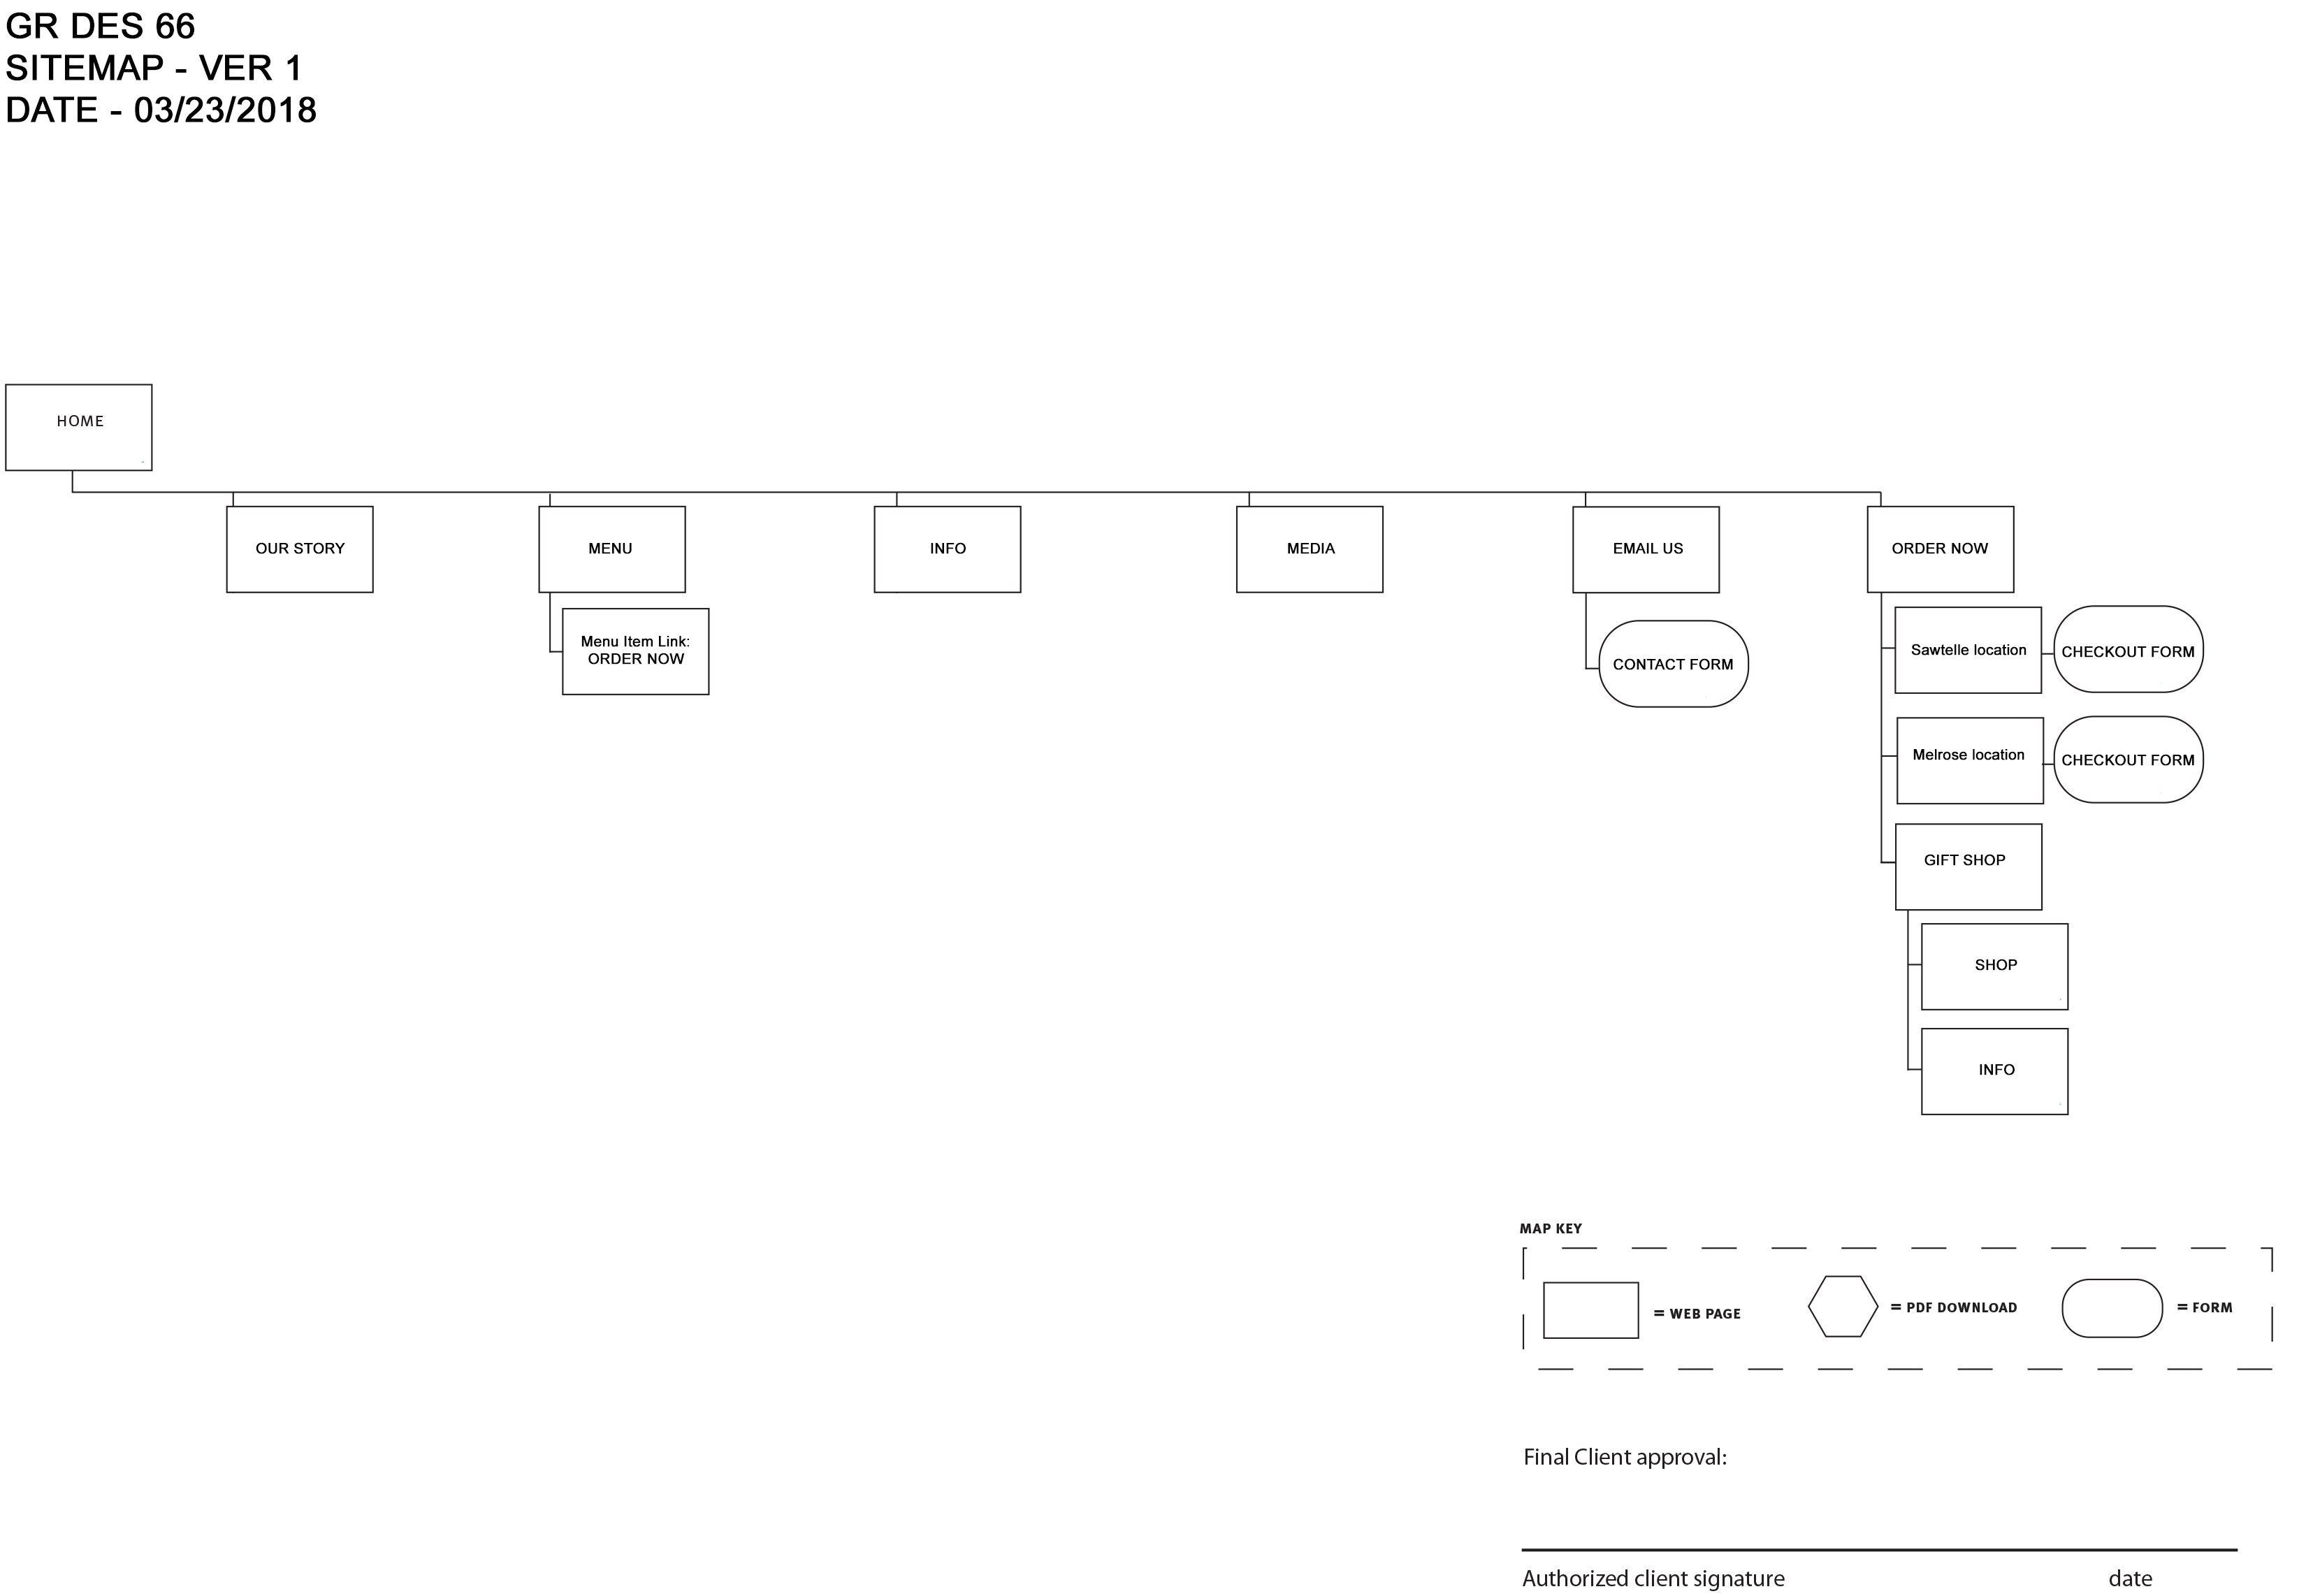 GR DES 66
SITEMAP - VER 1
DATE - 03/23/2018
HOME
OUR STORY
MENU
INFO
MEDIA
EMAIL US
ORDER NOW
Menu Item Link:
ORDER NOW
CONTACT FORM
Sawtelle location
CHECKOUT FORM
Melrose location
CHECKOUT FORM
GIFT SHOP
SHOP
INFO
MAP KEY
= WEB PAGE
= PDF DOWNLOAD
= FORM
Final Client approval:
Authorized client signature
date